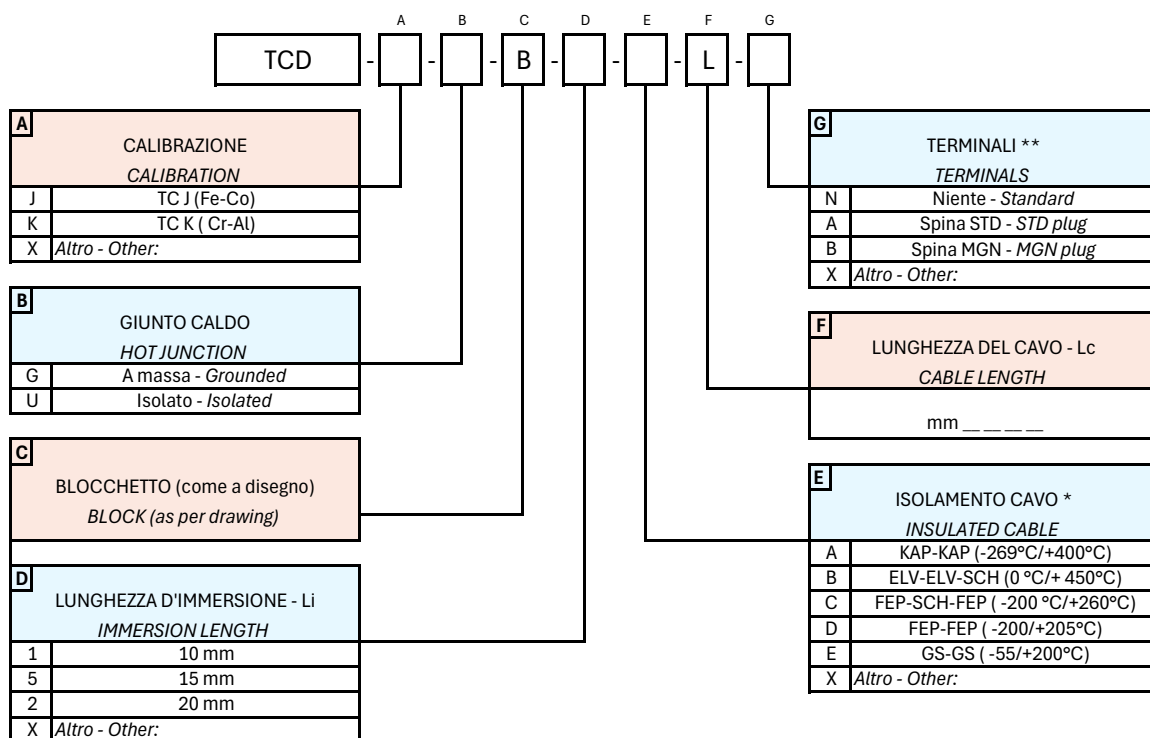 A B C D E F G
TCD - - - B - - - L -
A
CALIBRAZIONE
CALIBRATION
J TC J (Fe-Co)
K TC K ( Cr-Al)
X Altro - Other:
B
GIUNTO CALDO
HOT JUNCTION
G A massa - Grounded
U Isolato - Isolated
C
BLOCCHETTO (come a disegno)
BLOCK (as per drawing)
D
LUNGHEZZA D'IMMERSIONE - Li
IMMERSION LENGTH
1 10 mm
5 15 mm
2 20 mm
X Altro - Other:
G
TERMINALI **
TERMINALS
N Niente - Standard
A Spina STD - STD plug
B Spina MGN - MGN plug
X Altro - Other:
F
LUNGHEZZA DEL CAVO - Lc
CABLE LENGTH
mm __ __ __ __
E
ISOLAMENTO CAVO *
INSULATED CABLE
A KAP-KAP (-269°C/+400°C)
B ELV-ELV-SCH (0 °C/+ 450°C)
C FEP-SCH-FEP ( -200 °C/+260°C)
D FEP-FEP ( -200/+205°C)
E GS-GS ( -55/+200°C)
X Altro - Other: